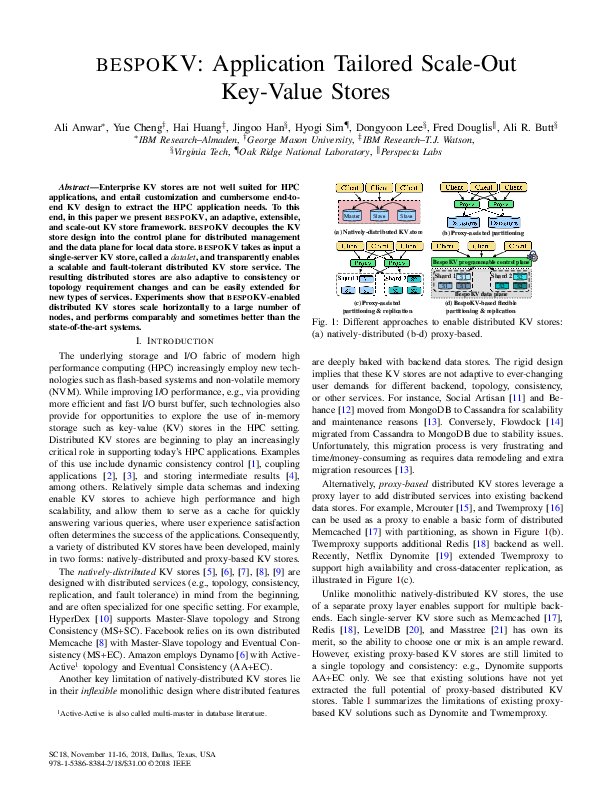 BESPOKV: Application Tailored Scale-Out
Key-Value Stores
Ali Anwar*, Yue Cheng†, Hai Huang‡, Jingoo Han§, Hyogi Sim¶, Dongyoon Lee§, Fred Douglis‖, Ali R. Butt§
*IBM Research–Almaden, †George Mason University, ‡IBM Research–T.J. Watson,
§Virginia Tech, ¶Oak Ridge National Laboratory, ‖Perspecta Labs
Abstract—Enterprise KV stores are not well suited for HPC
applications, and entail customization and cumbersome end-to-
end KV design to extract the HPC application needs. To this
end, in this paper we present BESPOKV, an adaptive, extensible,
and scale-out KV store framework. BESPOKV decouples the KV
store design into the control plane for distributed management
and the data plane for local data store. BESPOKV takes as input a
single-server KV store, called a datalet, and transparently enables
a scalable and fault-tolerant distributed KV store service. The
resulting distributed stores are also adaptive to consistency or
topology requirement changes and can be easily extended for
new types of services. Experiments show that BESPOKV-enabled
distributed KV stores scale horizontally to a large number of
nodes, and performs comparably and sometimes better than the
state-of-the-art systems.
I. INTRODUCTION
The underlying storage and I/O fabric of modern high
performance computing (HPC) increasingly employ new tech-
nologies such as flash-based systems and non-volatile memory
(NVM). While improving I/O performance, e.g., via providing
more efficient and fast I/O burst buffer, such technologies also
provide for opportunities to explore the use of in-memory
storage such as key-value (KV) stores in the HPC setting.
Distributed KV stores are beginning to play an increasingly
critical role in supporting today's HPC applications. Examples
of this use include dynamic consistency control [1], coupling
applications [2], [3], and storing intermediate results [4],
among others. Relatively simple data schemas and indexing
enable KV stores to achieve high performance and high
scalability, and allow them to serve as a cache for quickly
answering various queries, where user experience satisfaction
often determines the success of the applications. Consequently,
a variety of distributed KV stores have been developed, mainly
in two forms: natively-distributed and proxy-based KV stores.
The natively-distributed KV stores [5], [6], [7], [8], [9] are
designed with distributed services (e.g., topology, consistency,
replication, and fault tolerance) in mind from the beginning,
and are often specialized for one specific setting. For example,
HyperDex [10] supports Master-Slave topology and Strong
Consistency (MS+SC). Facebook relies on its own distributed
Memcache [8] with Master-Slave topology and Eventual Con-
sistency (MS+EC). Amazon employs Dynamo [6] with Active-
Active¹ topology and Eventual Consistency (AA+EC).
Another key limitation of natively-distributed KV stores lie
in their inflexible monolithic design where distributed features
¹Active-Active is also called multi-master in database literature.
Client Client Client
Master Slave Slave
(a) Natively-distributed KV store
Client Client Client
Proxy Proxy
(b) Proxy-assisted partitioning
Client Client Client
Proxy Proxy
Shard 1 Shard 2
(c) Proxy-assisted
partitioning & replication
Client Client Client
BespoKV programmable control plane
Shard 1 Shard 2
BespoKV data plane
(d) BespoKV-based flexible
partitioning & replication
Fig. 1: Different approaches to enable distributed KV stores:
(a) natively-distributed (b-d) proxy-based.
are deeply baked with backend data stores. The rigid design
implies that these KV stores are not adaptive to ever-changing
user demands for different backend, topology, consistency,
or other services. For instance, Social Artisan [11] and Be-
hance [12] moved from MongoDB to Cassandra for scalability
and maintenance reasons [13]. Conversely, Flowdock [14]
migrated from Cassandra to MongoDB due to stability issues.
Unfortunately, this migration process is very frustrating and
time/money-consuming as requires data remodeling and extra
migration resources [13].
Alternatively, proxy-based distributed KV stores leverage a
proxy layer to add distributed services into existing backend
data stores. For example, Mcrouter [15], and Twemproxy [16]
can be used as a proxy to enable a basic form of distributed
Memcached [17] with partitioning, as shown in Figure 1(b).
Twemproxy supports additional Redis [18] backend as well.
Recently, Netflix Dynomite [19] extended Twemproxy to
support high availability and cross-datacenter replication, as
illustrated in Figure 1(c).
Unlike monolithic natively-distributed KV stores, the use
of a separate proxy layer enables support for multiple back-
ends. Each single-server KV store such as Memcached [17],
Redis [18], LevelDB [20], and Masstree [21] has its own
merit, so the ability to choose one or mix is an ample reward.
However, existing proxy-based KV stores are still limited to
a single topology and consistency: e.g., Dynomite supports
AA+EC only. We see that existing solutions have not yet
extracted the full potential of proxy-based distributed KV
stores. Table I summarizes the limitations of existing proxy-
based KV solutions such as Dynomite and Twmemproxy.
SC18, November 11-16, 2018, Dallas, Texas, USA
978-1-5386-8384-2/18/$31.00 ©2018 IEEE